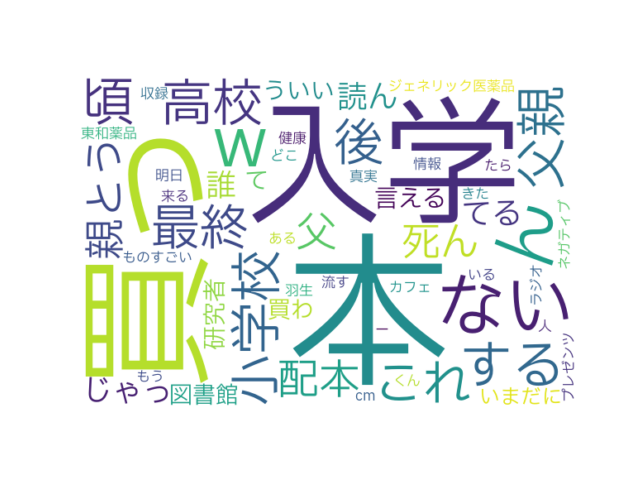 収録
頃
高校
ううい
読ん
ジェネリック医薬品
東和薬品
っ
w
入学
後
父親
健康
どこ
情報
たら
親とう
明日
誰
て
真実
言える
きた
来る
最終
父
死ん
てる
ん
ネガティブ
ものすごい
ある
買
本
ない
小学校
研究者
羽生
流す
カフェ
いる
ラジオ
買わ
ー
人
する
プレゼンツ
もう
じゃっ
図書館
配本
くん
これ
cm
いまだに